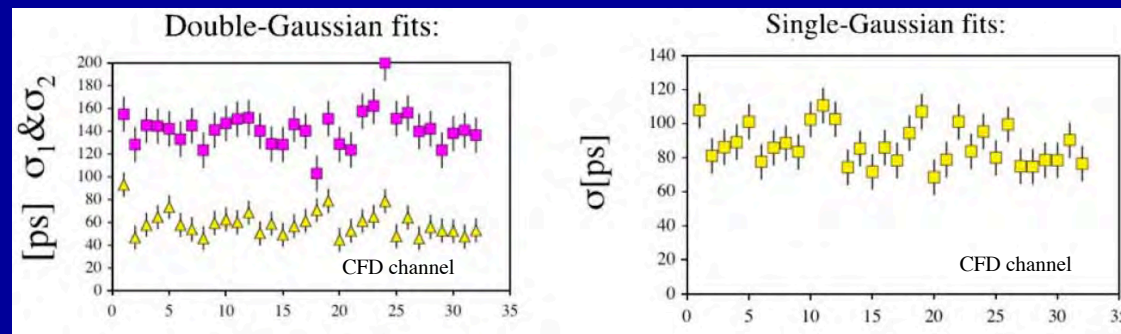 Double-Gaussian fits:
[ps] σ₁&σ₂
200
180
160
140
120
100
80
60
40
20
0
CFD channel
0 5 10 15 20 25 30 35
Single-Gaussian fits:
σ[ps]
140
120
100
80
60
40
20
0
CFD channel
0 5 10 15 20 25 30 35